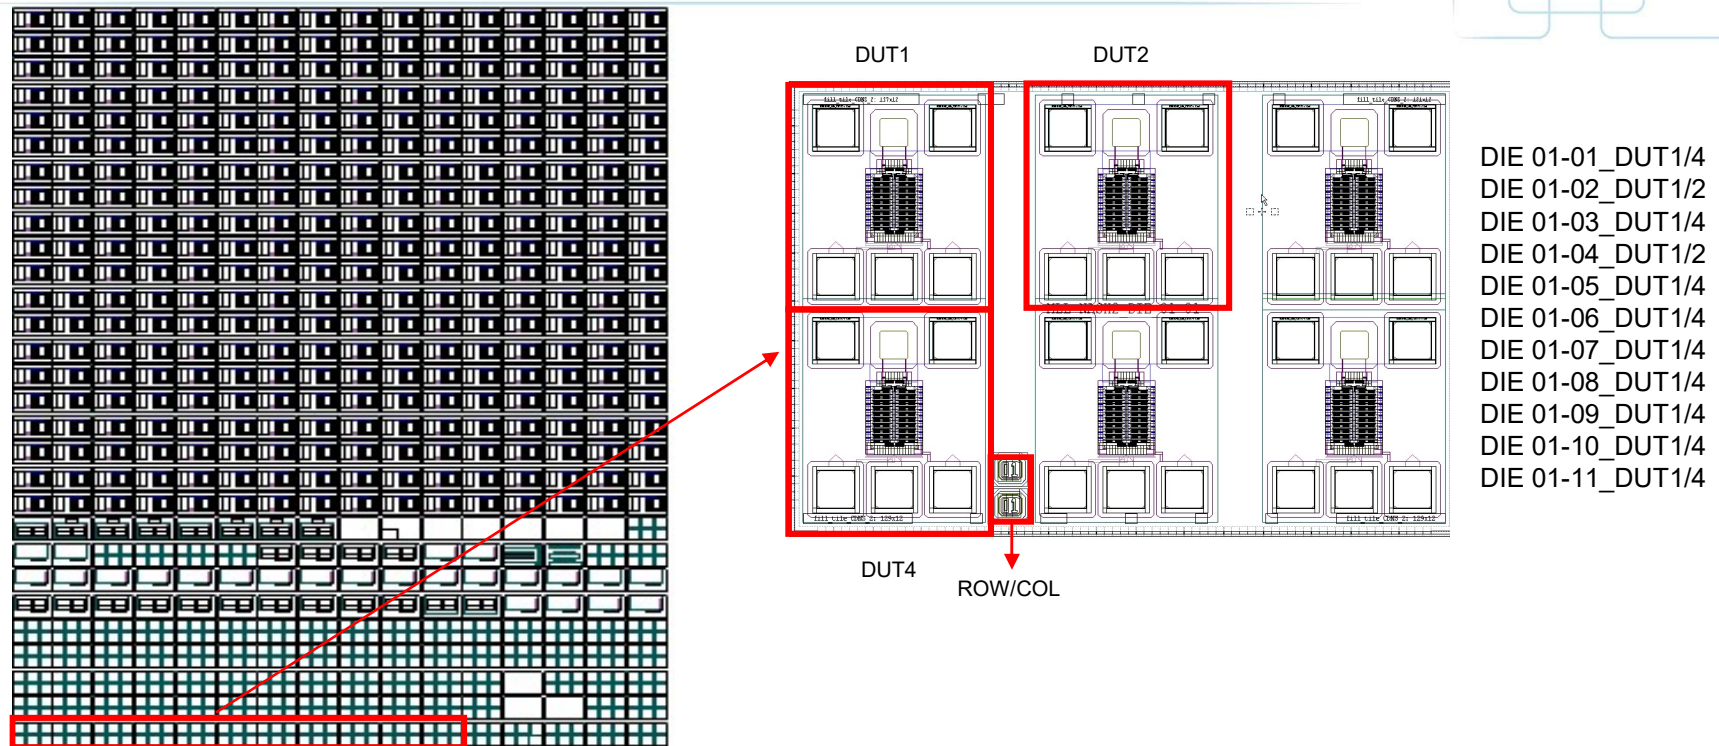 DUT1
DUT2
DUT4
ROW/COL
DIE 01-01_DUT1/4
DIE 01-02_DUT1/2
DIE 01-03_DUT1/4
DIE 01-04_DUT1/2
DIE 01-05_DUT1/4
DIE 01-06_DUT1/4
DIE 01-07_DUT1/4
DIE 01-08_DUT1/4
DIE 01-09_DUT1/4
DIE 01-10_DUT1/4
DIE 01-11_DUT1/4